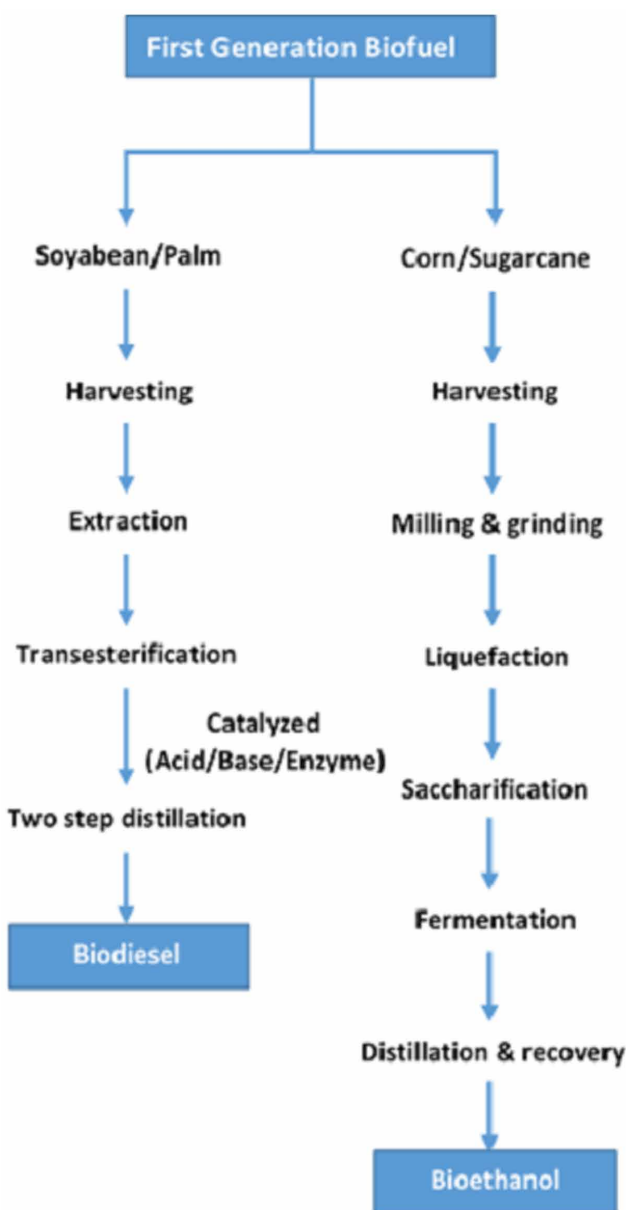 First Generation Biofuel
Soyabean/Palm
Harvesting
Extraction
Transesterification
Catalyzed
(Acid/Base/Enzyme)
Two step distillation
Biodiesel
Corn/Sugarcane
Harvesting
Milling & grinding
Liquefaction
Saccharification
Fermentation
Distillation & recovery
Bioethanol